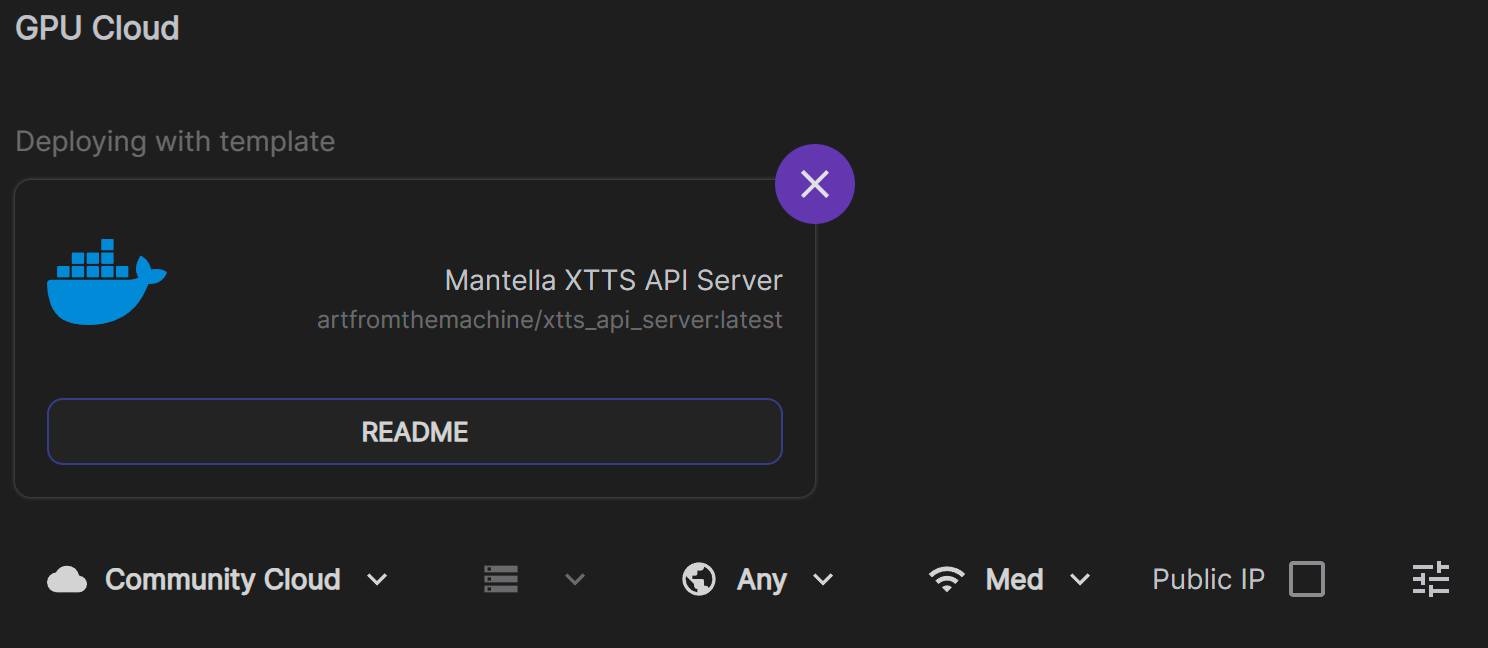 GPU Cloud
Deploying with template
Mantella XTTS API Server
artfromthemachine/xtts_api_server:latest
README
Community Cloud Any Med Public IP